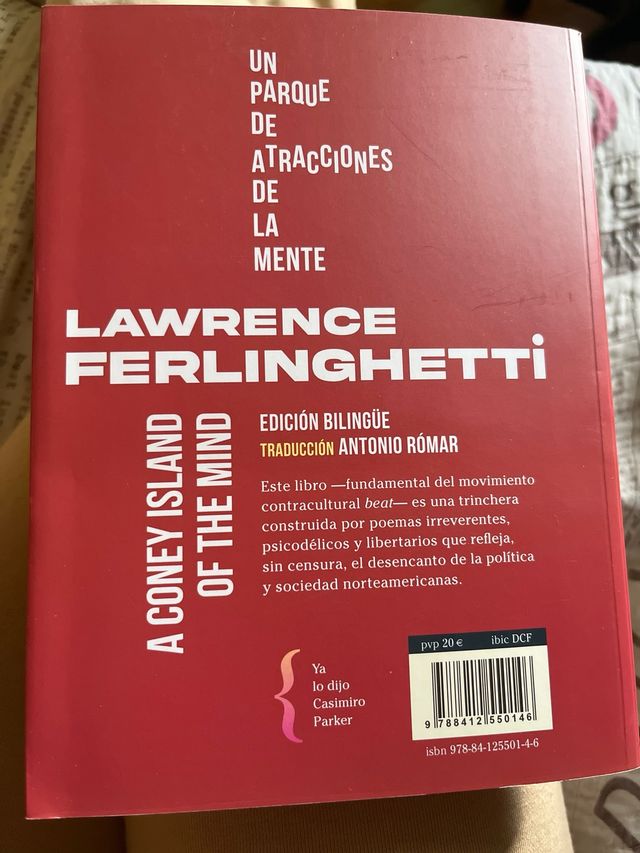 UN
PARQUE
DE
ATRACCIONES
DE
LA
MENTE
LAWRENCE
FERLINGHETTi
A CONEY ISLAND
OF THE MIND
EDICIÓN BILINGÜE
TRADUCCIÓN ANTONIO RÓMAR
Este libro —fundamental del movimiento
contracultural beat— es una trinchera
construida por poemas irreverentes,
psicodélicos y libertarios que refleja,
sin censura, el desencanto de la política
y sociedad norteamericanas.
Ya
lo dijo
Casimiro
Parker
pvp 20 € ibic DCF
9 788412 550146
isbn 978-84-125501-4-6